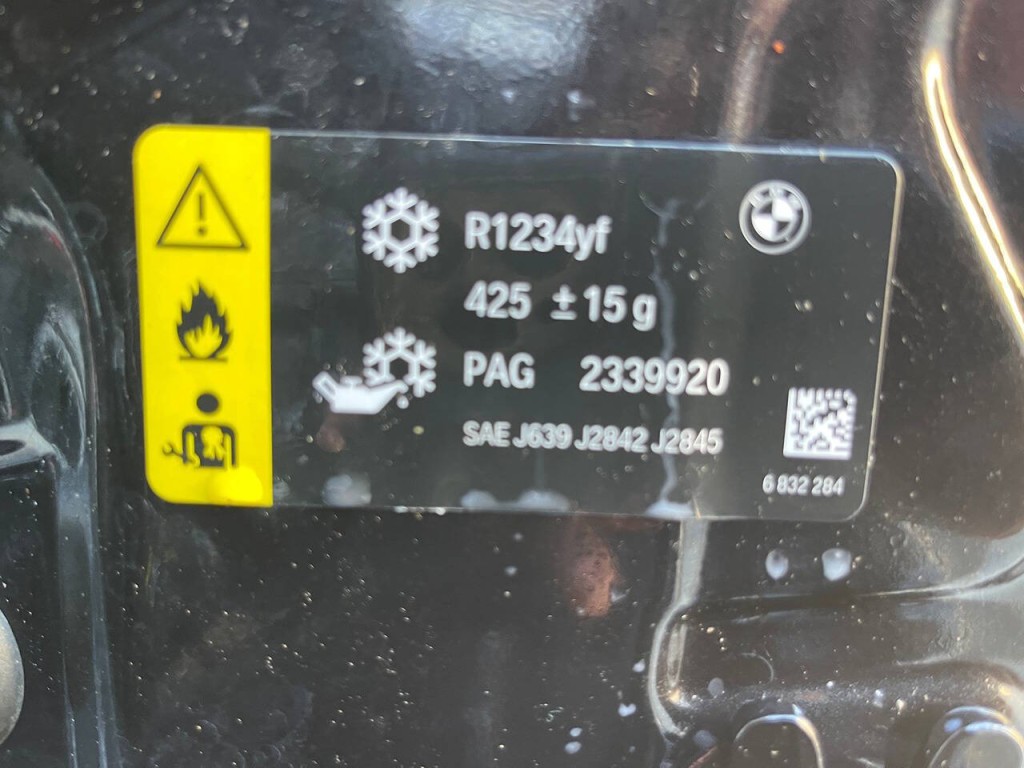 R1234yf
425 ± 15 g
PAG 2339920
SAE J639 J2842 J2845
6 832 284